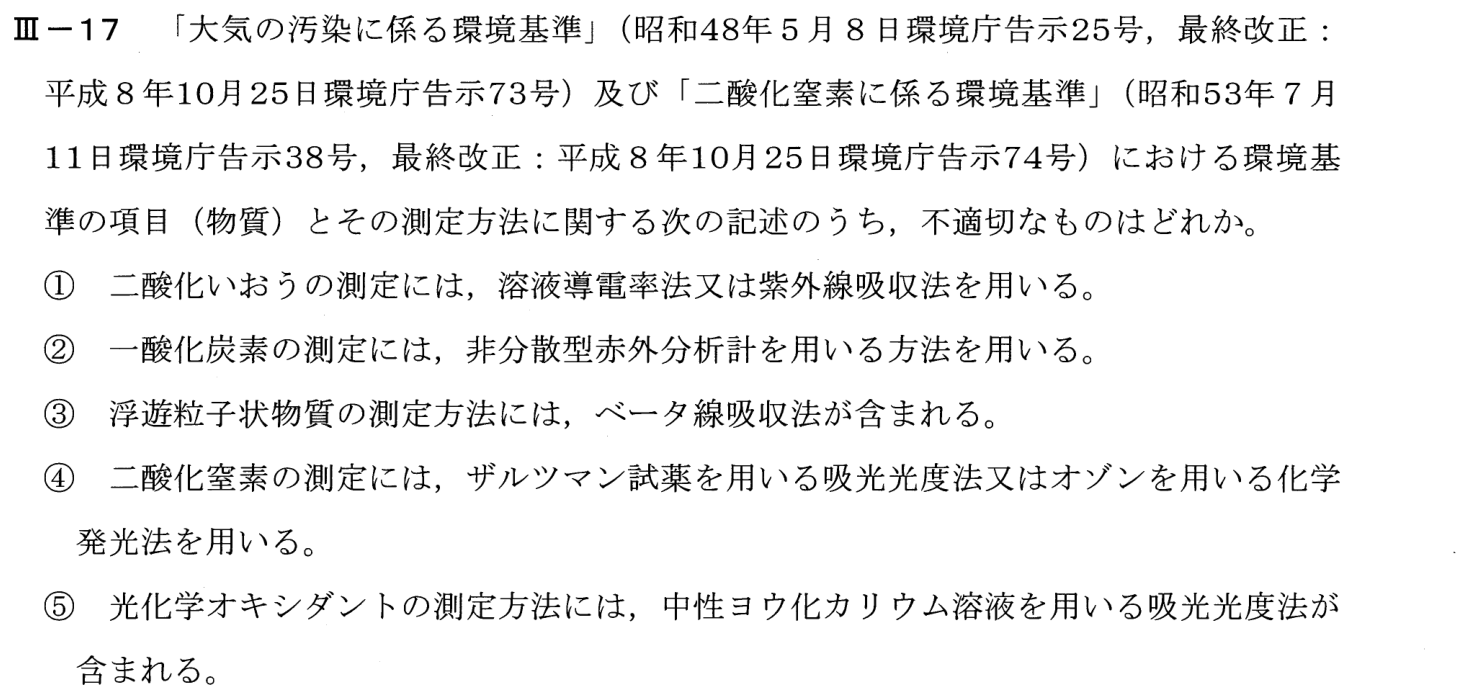 Ⅲ－17　「大気の汚染に係る環境基準」（昭和48年５月８日環境庁告示25号，最終改正：
平成８年10月25日環境庁告示73号）及び「二酸化窒素に係る環境基準」（昭和53年７月
11日環境庁告示38号，最終改正：平成８年10月25日環境庁告示74号）における環境基
準の項目（物質）とその測定方法に関する次の記述のうち，不適切なものはどれか。
①　二酸化いおうの測定には，溶液導電率法又は紫外線吸収法を用いる。
②　一酸化炭素の測定には，非分散型赤外分析計を用いる方法を用いる。
③　浮遊粒子状物質の測定方法には，ベータ線吸収法が含まれる。
④　二酸化窒素の測定には，ザルツマン試薬を用いる吸光光度法又はオゾンを用いる化学
発光法を用いる。
⑤　光化学オキシダントの測定方法には，中性ヨウ化カリウム溶液を用いる吸光光度法が
含まれる。